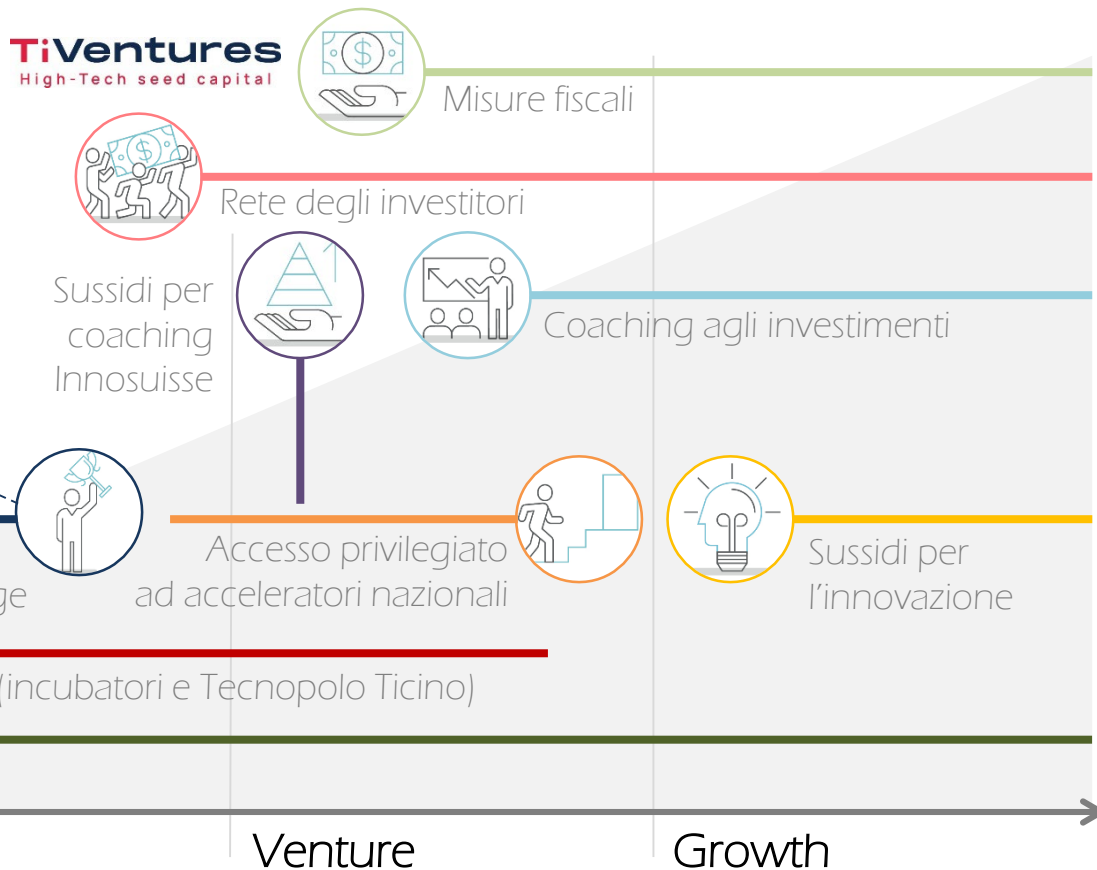 TiVentures
High-Tech seed capital
Misure fiscali
Rete degli investitori
Sussidi per
coaching
Innosuisse
Coaching agli investimenti
Accesso privilegiato
ad acceleratori nazionali
Sussidi per
l'innovazione
(incubatori e Tecnopolo Ticino)
Venture
Growth